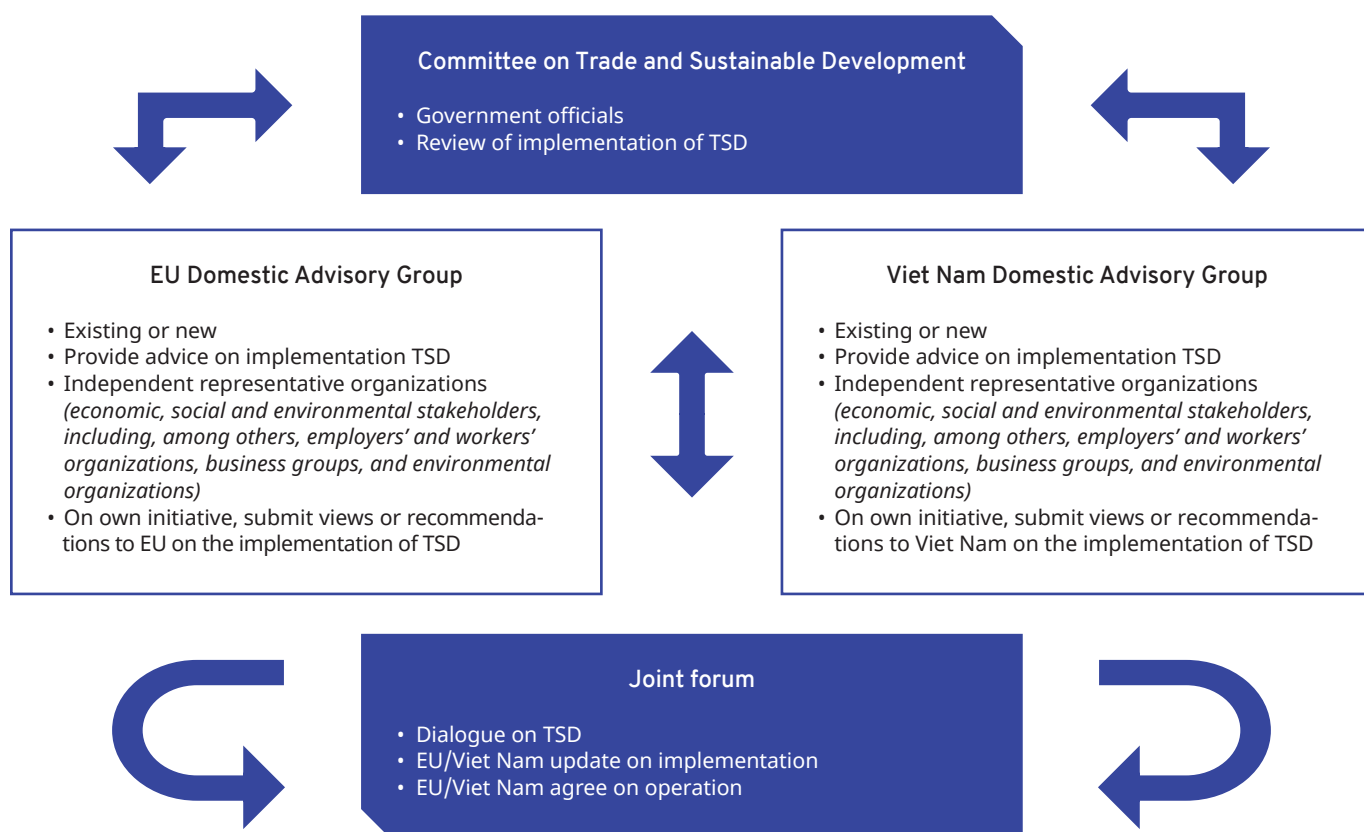 Committee on Trade and Sustainable Development
• Government officials
• Review of implementation of TSD
EU Domestic Advisory Group
• Existing or new
• Provide advice on implementation TSD
• Independent representative organizations
(economic, social and environmental stakeholders,
including, among others, employers’ and workers’
organizations, business groups, and environmental
organizations)
• On own initiative, submit views or recommenda-
tions to EU on the implementation of TSD
Viet Nam Domestic Advisory Group
• Existing or new
• Provide advice on implementation TSD
• Independent representative organizations
(economic, social and environmental stakeholders,
including, among others, employers’ and workers’
organizations, business groups, and environmental
organizations)
• On own initiative, submit views or recommenda-
tions to Viet Nam on the implementation of TSD
Joint forum
• Dialogue on TSD
• EU/Viet Nam update on implementation
• EU/Viet Nam agree on operation